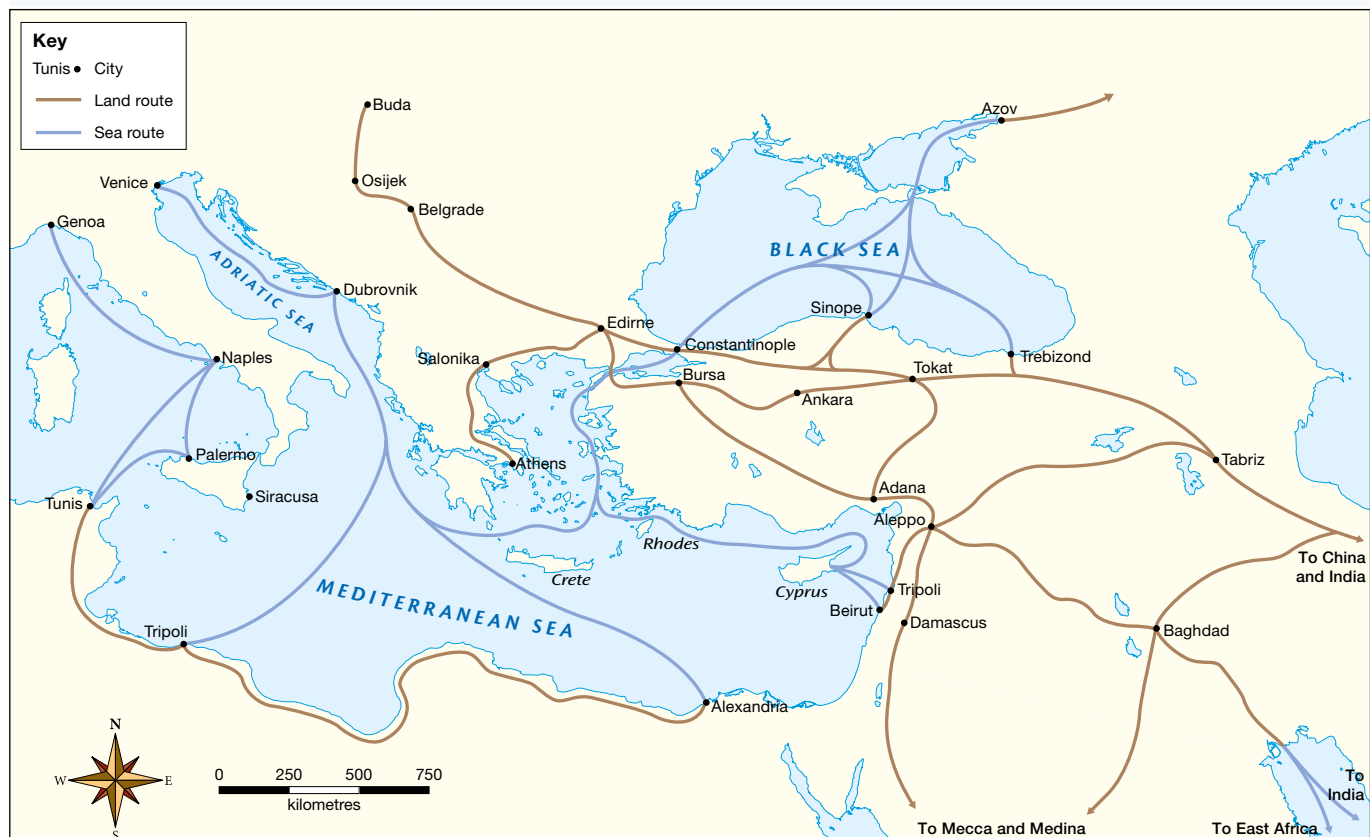 Key
Tunis City
Land route
Sea route
Buda
Azov
Osijek
Venice
Belgrade
Genoa
BLACK SEA
ADRIATIC SEA
Dubrovnik
Sinope
Edirne
Constantinople
Naples
Salonika
Trebizond
Bursa
Tokat
Ankara
Palermo
Athens
Tabriz
Siracusa
Tunis
Adana
Aleppo
Rhodes
To China
and India
Crete
Cyprus
Tripoli
MEDITERRANEAN SEA
Beirut
Damascus
Baghdad
Tripoli
Alexandria
N
W
E
S
0 250 500 750
kilometres
To
India
To Mecca and Medina
To East Africa